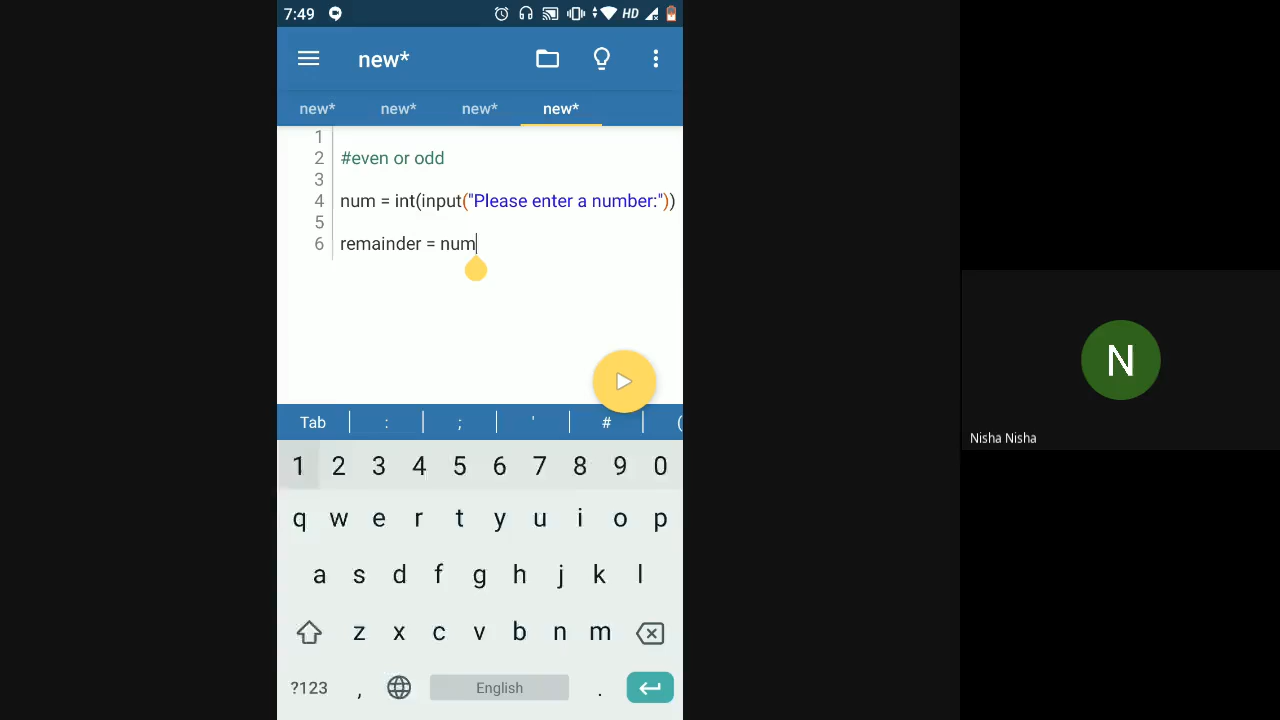 7:49 HD
new*
new* new* new* new*
1
2 #even or odd
3
4 num = int(input("Please enter a number:"))
5
6 remainder = num
Tab : ; ' # (
1 2 3 4 5 6 7 8 9 0
q w e r t y u i o p
a s d f g h j k l
z x c v b n m
?123 , English .
N
Nisha Nisha